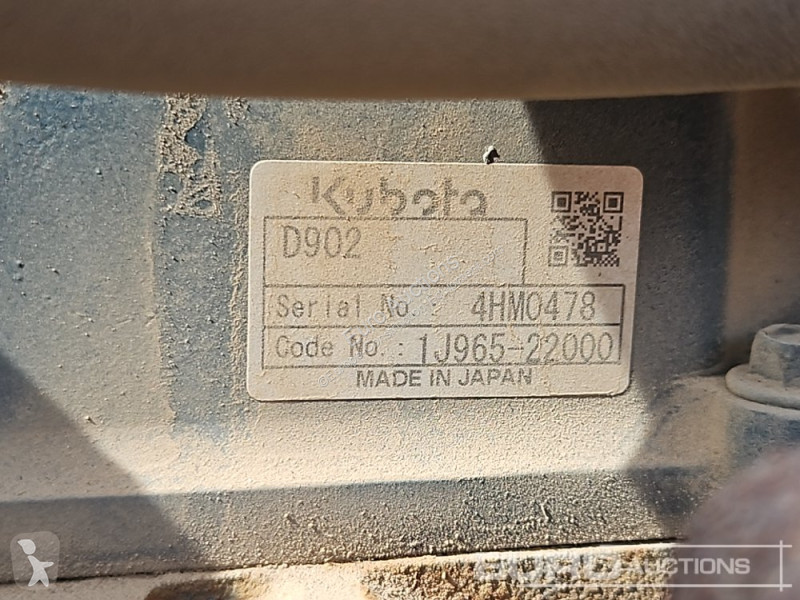 Kubota
D902
Serial No. : 4HM0478
Code No. : 1J965-22000
MADE IN JAPAN
AUCTIONS